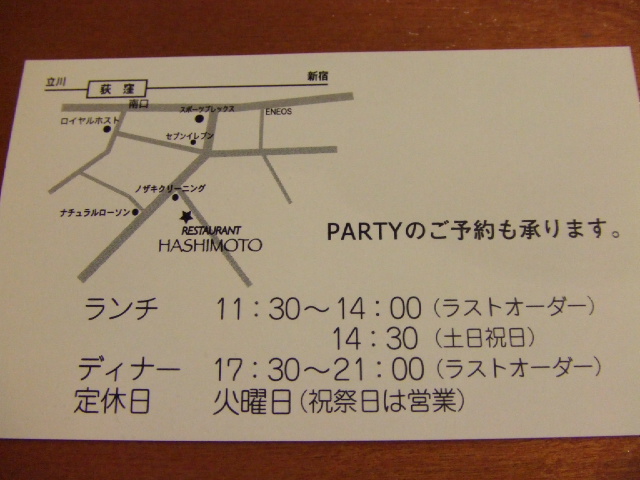 立川
新宿
荻窪
南口
スポーツプレックス
ENEOS
ロイヤルホスト
セブンイレブン
ノザキクリーニング
ナチュラルローソン
RESTAURANT
HASHIMOTO
PARTYのご予約も承ります。
ランチ 11:30～14:00(ラストオーダー)
14:30(土日祝日)
ディナー 17:30～21:00(ラストオーダー)
定休日 火曜日(祝祭日は営業)